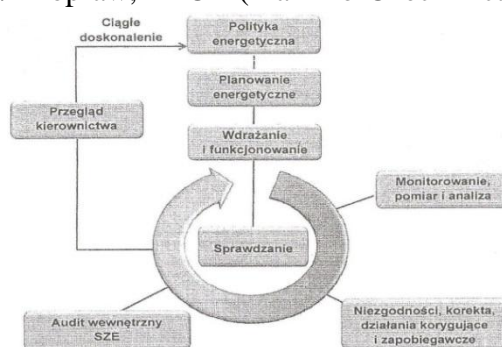 Ciągłe
doskonalenie
Polityka
energetyczna
Planowanie
energetyczne
Przegląd
kierownictwa
Wdrażanie
i funkcjonowanie
Monitorowanie,
pomiar i analiza
Sprawdzanie
Audit wewnętrzny
SZE
Niezgodności, korekta,
działania korygujące
i zapobiegawcze